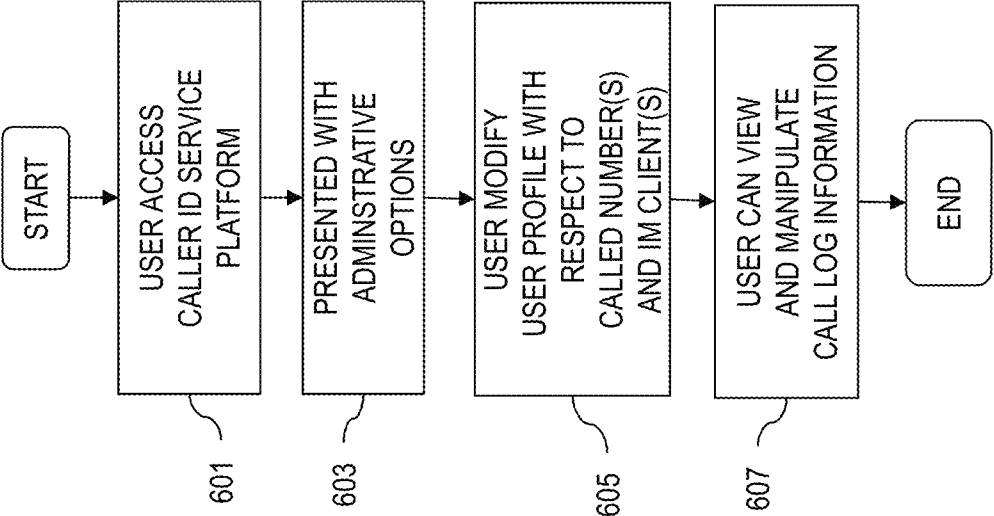 START
USER ACCESS
CALLER ID SERVICE
PLATFORM
601
PRESENTED WITH
ADMINSTRATIVE
OPTIONS
603
USER MODIFY
USER PROFILE WITH
RESPECT TO
CALLED NUMBER(S)
AND IM CLIENT(S)
605
USER CAN VIEW
AND MANIPULATE
CALL LOG INFORMATION
607
END